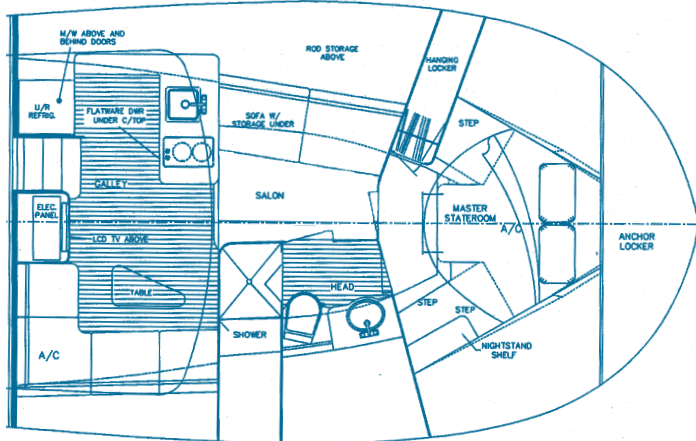 M/W ABOVE AND
BEHIND DOORS
ROD STORAGE
ABOVE
HANGING
LOCKER
U/R
REFRIG.
FLATWARE DWR
UNDER C/TOP
SOFA W/
STORAGE UNDER
STEP
GALLEY
SALON
ELEC.
PANEL
MASTER
STATEROOM
A/C
LCD TV ABOVE
ANCHOR
LOCKER
TABLE
HEAD
STEP
STEP
SHOWER
A/C
NIGHTSTAND
SHELF